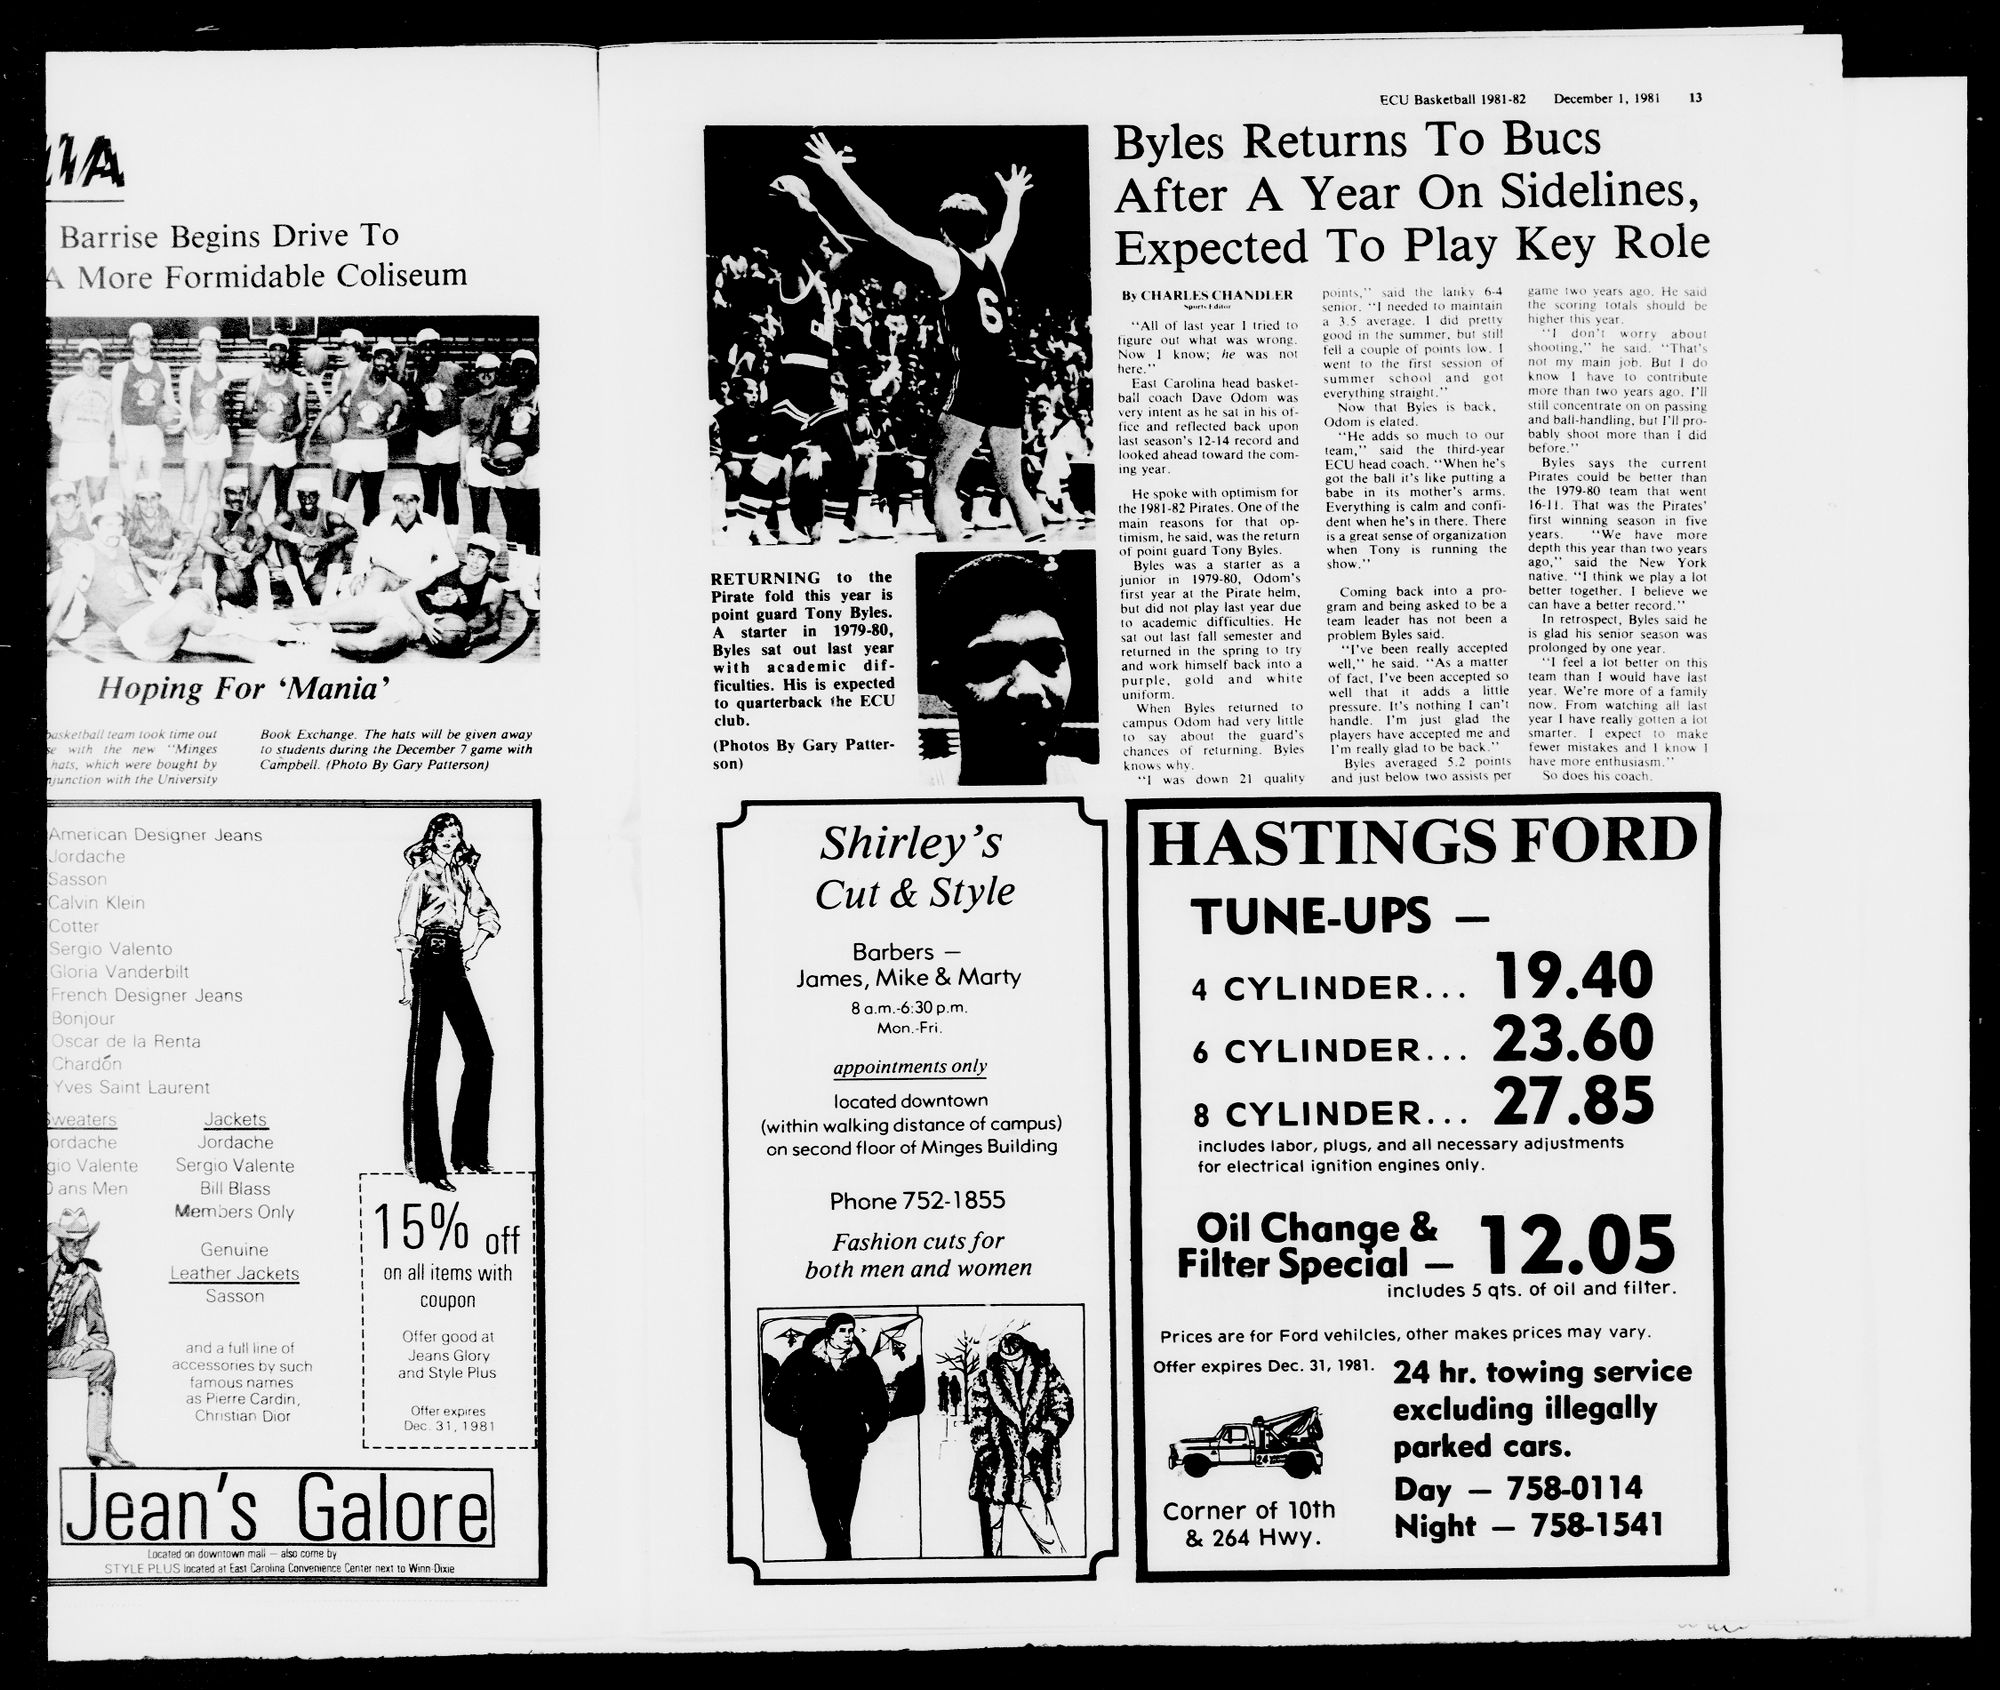 Barrise Begins Drive To
A More Formidable Coliseum
Hoping For ‘Mania’
basketball team took time out
with the new “Minges
hats, which were bought by
with the University
Book Exchange. The hats will be given away
to students during the December 7 game with
Campbell. (Photo By Gary Patterson)
American Designer Jeans
Jordache
Sasson
Calvin Klein
Cotter
Sergio Valento
Gloria Vanderbilt
French Designer Jeans
Bonjour
Oscar de la Renta
Chardón
Yves Saint Laurent
Sweaters
Jordache
Valente
Men
Jackets
Jordache
Sergio Valente
Bill Blass
Members Only
Genuine
Leather Jackets
Sasson
and a full line of
accessories by such
famous names
as Pierre Cardin,
Christian Dior
15% off
on all items with
coupon
Offer good at
Jeans Glory
and Style Plus
Offer expires
Dec. 31, 1981
Jean's Galore
Located on downtown mall — also come by
STYLE PLUS located at East Carolina Convenience Center next to Winn-Dixie
ECU Basketball 1981-82 December 1, 1981 13
Byles Returns To Bucs
After A Year On Sidelines,
Expected To Play Key Role
6
RETURNING to the
Pirate fold this year is
point guard Tony Byles.
A starter in 1979-80,
Byles sat out last year
with academic dif-
ficulties. His is expected
to quarterback the ECU
club.
(Photos By Gary Patter-
son)
By CHARLES CHANDLER
Sports Editor
“All of last year I tried to
figure out what was wrong.
Now I know; he was not
here.”
East Carolina head basket-
ball coach Dave Odom was
very intent as he sat in his of-
fice and reflected back upon
last season's 12-14 record and
looked ahead toward the com-
ing year.
He spoke with optimism for
the 1981-82 Pirates. One of the
main reasons for that op-
timism, he said, was the return
of point guard Tony Byles.
Byles was a starter as a
junior in 1979-80, Odom's
first year at the Pirate helm,
but did not play last year due
to academic difficulties. He
sat out last fall semester and
returned in the spring to try
and work himself back into a
purple, gold and white
uniform.
When Byles returned to
campus Odom had very little
to say about the guard's
chances of returning. Byles
knows why.
“I was down 21 quality
points,” said the lanky 6-4
senior. “I needed to maintain
a 3.5 average. I did pretty
good in the summer, but still
fell a couple of points low. I
went to the first session of
summer school and got
everything straight.”
Now that Byles is back,
Odom is elated.
“He adds so much to our
team,” said the third-year
ECU head coach. “When he's
got the ball it's like putting a
babe in its mother's arms.
Everything is calm and confi-
dent when he's in there. There
is a great sense of organization
when Tony is running the
show.”
Coming back into a pro-
gram and being asked to be a
team leader has not been a
problem Byles said.
“I've been really accepted
well,” he said. “As a matter
of fact, I've been accepted so
well that it adds a little
pressure. It's nothing I can't
handle. I'm just glad the
players have accepted me and
I'm really glad to be back.”
Byles averaged 5.2 points
and just below two assists per
game two years ago. He said
the scoring totals should be
higher this year.
“I don't worry about
shooting,” he said. “That's
not my main job. But I do
know I have to contribute
more than two years ago. I'll
still concentrate on on passing
and ball-handling, but I'll pro-
bably shoot more than I did
before.”
Byles says the current
Pirates could be better than
the 1979-80 team that went
16-11. That was the Pirates'
first winning season in five
years. “We have more
depth this year than two years
ago,” said the New York
native. “I think we play a lot
better together. I believe we
can have a better record.”
In retrospect, Byles said he
is glad his senior season was
prolonged by one year.
“I feel a lot better on this
team than I would have last
year. We're more of a family
now. From watching all last
year I have really gotten a lot
smarter. I expect to make
fewer mistakes and I know I
have more enthusiasm.”
So does his coach.
Shirley's
Cut & Style
Barbers —
James, Mike & Marty
8 a.m.-6:30 p.m.
Mon.-Fri.
appointments only
located downtown
(within walking distance of campus)
on second floor of Minges Building
Phone 752-1855
Fashion cuts for
both men and women
HASTINGS FORD
TUNE-UPS —
4 CYLINDER... 19.40
6 CYLINDER... 23.60
8 CYLINDER... 27.85
includes labor, plugs, and all necessary adjustments
for electrical ignition engines only.
Oil Change &
Filter Special — 12.05
includes 5 qts. of oil and filter.
Prices are for Ford vehilcles, other makes prices may vary.
Offer expires Dec. 31, 1981.
24 hr. towing service
excluding illegally
parked cars.
Day — 758-0114
Night — 758-1541
24
Corner of 10th
& 264 Hwy.